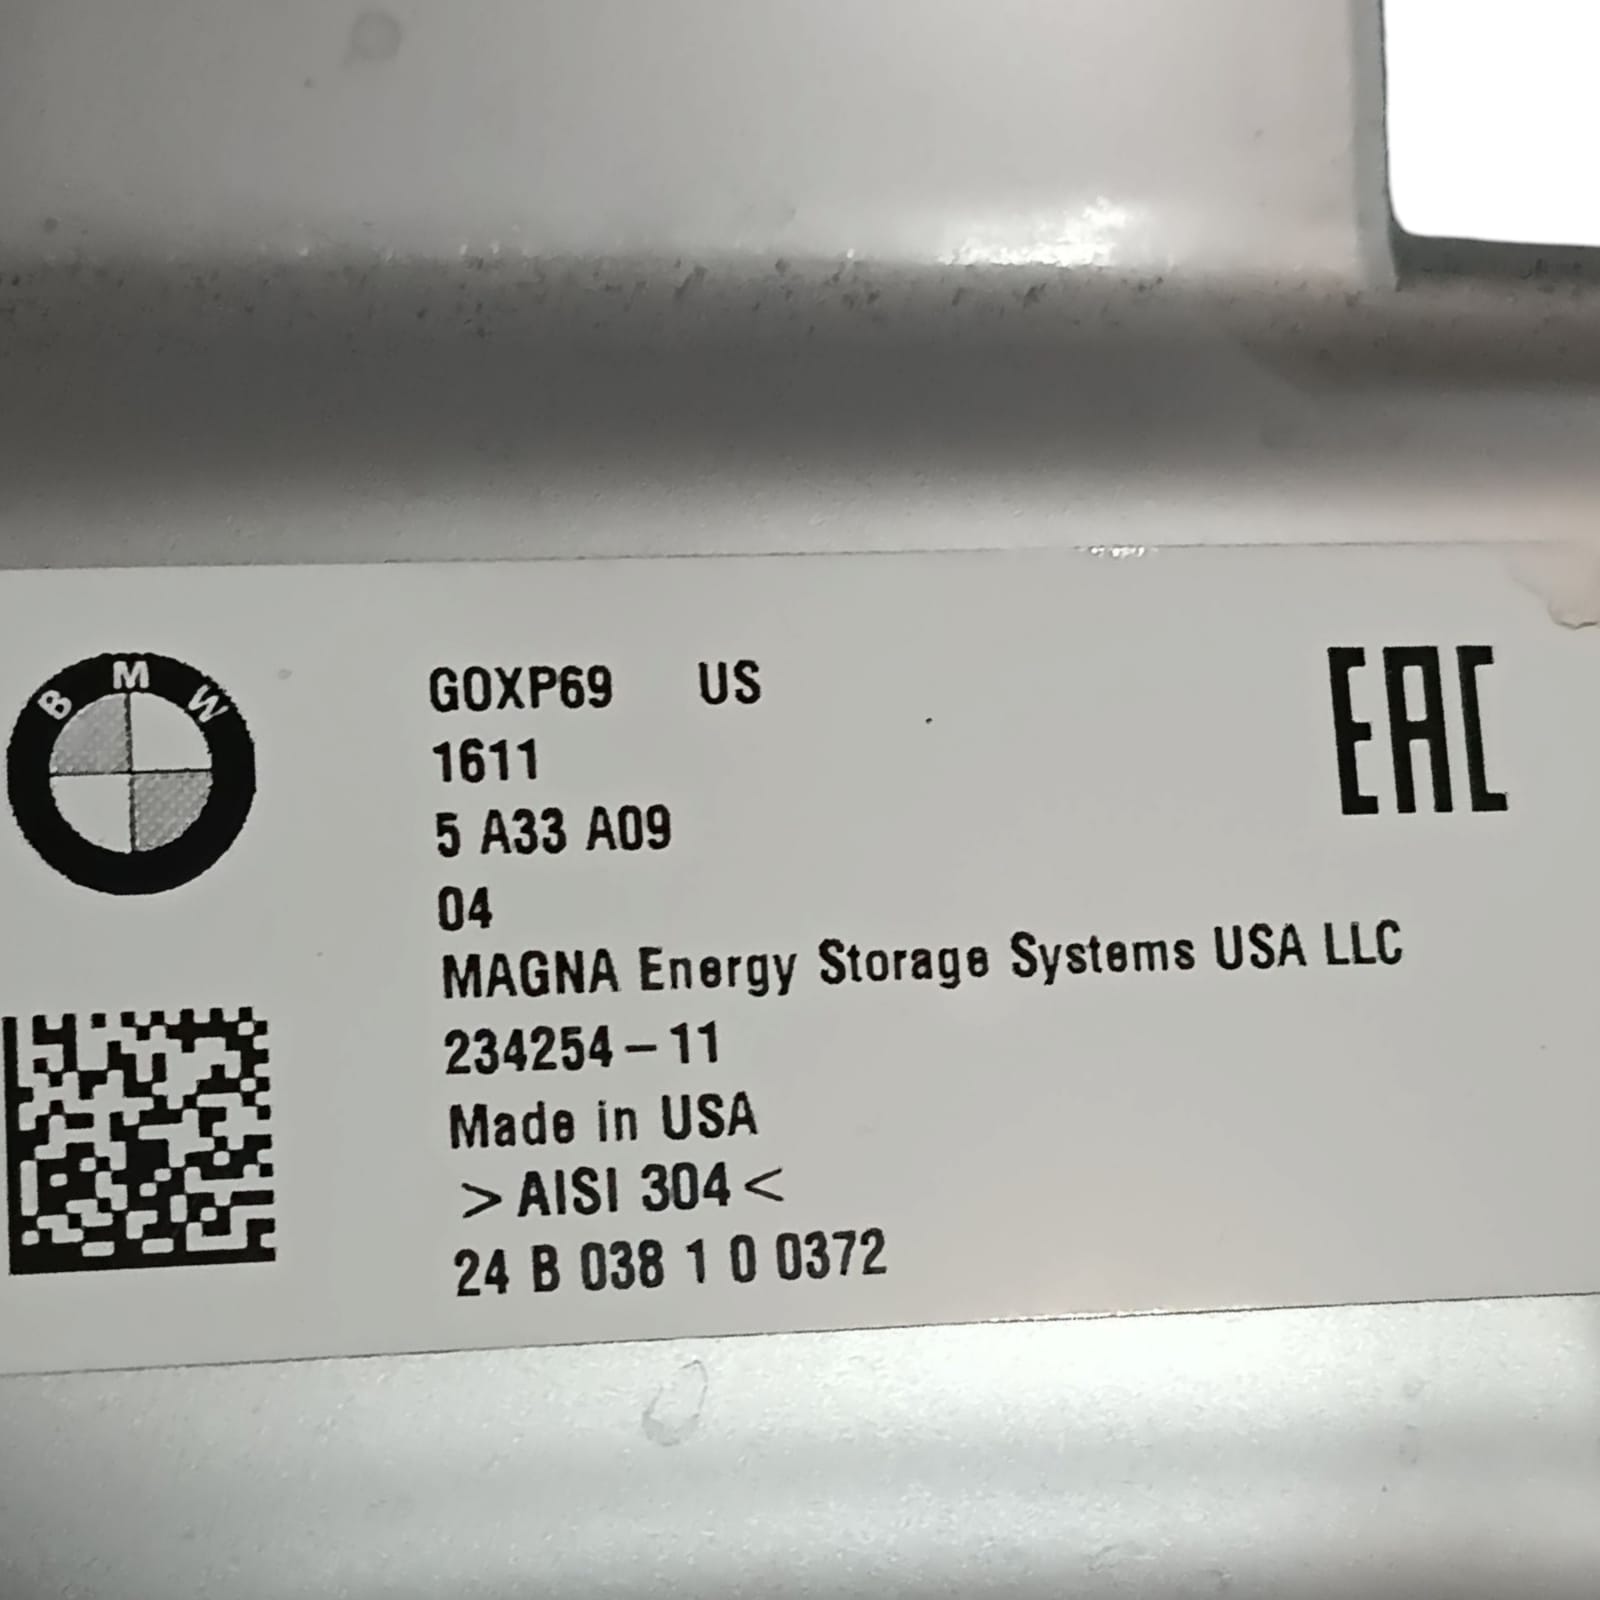 BMW
GOXP69 US
EAC
1611
5 A33 A09
04
MAGNA Energy Storage Systems USA LLC
234254-11
Made in USA
>AISI 304<
24 B 038 1 0 0372